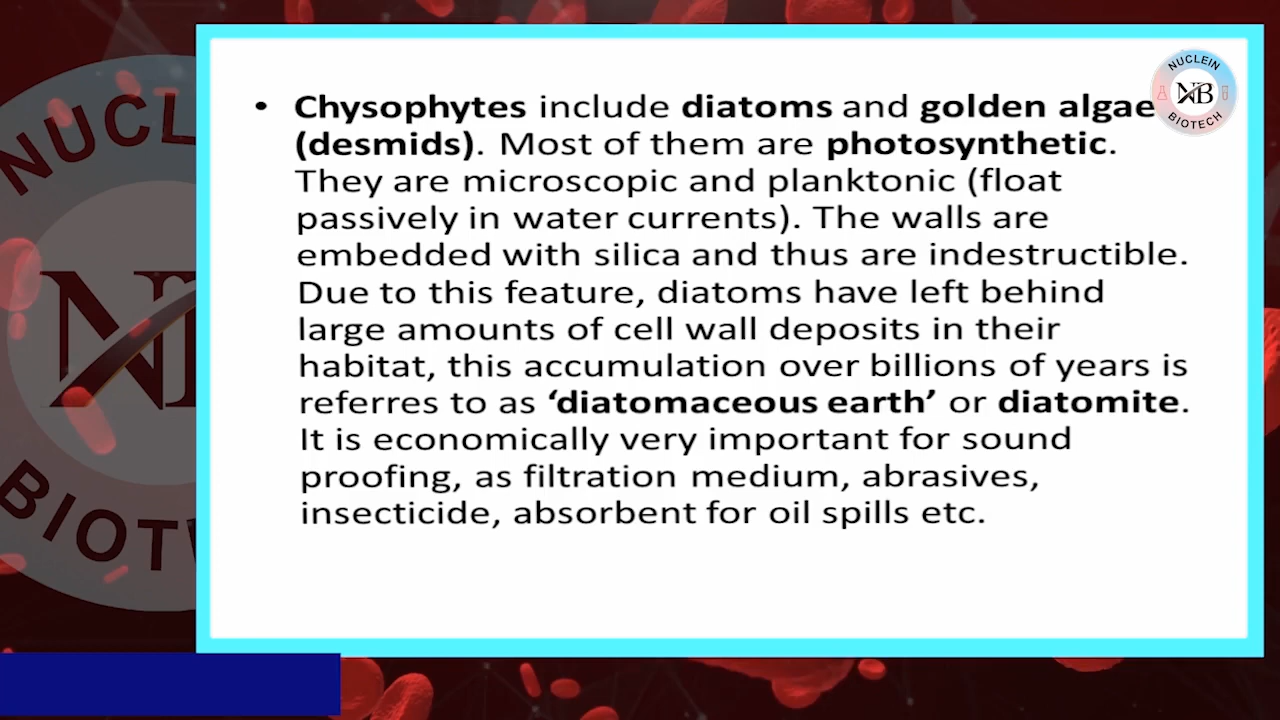 • Chysophytes include diatoms and golden algae
(desmids). Most of them are photosynthetic.
They are microscopic and planktonic (float
passively in water currents). The walls are
embedded with silica and thus are indestructible.
Due to this feature, diatoms have left behind
large amounts of cell wall deposits in their
habitat, this accumulation over billions of years is
referres to as ‘diatomaceous earth’ or diatomite.
It is economically very important for sound
proofing, as filtration medium, abrasives,
insecticide, absorbent for oil spills etc.
NUCLEIN
NB
BIOTECH
NUCL
N
BIOT